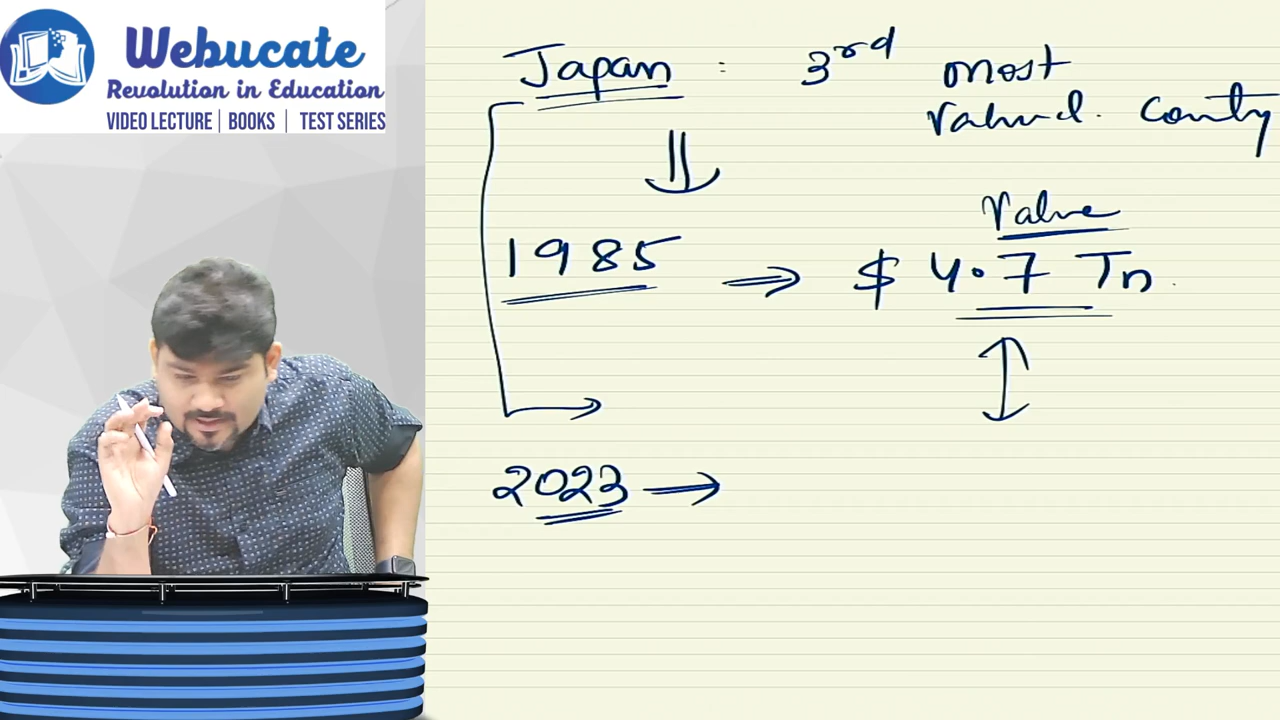 Webucate
Revolution in Education
VIDEO LECTURE | BOOKS | TEST SERIES
Japan : 3rd most
valued. County
Value
1985 ⇒ $ 4.7 Tn.
2023 →